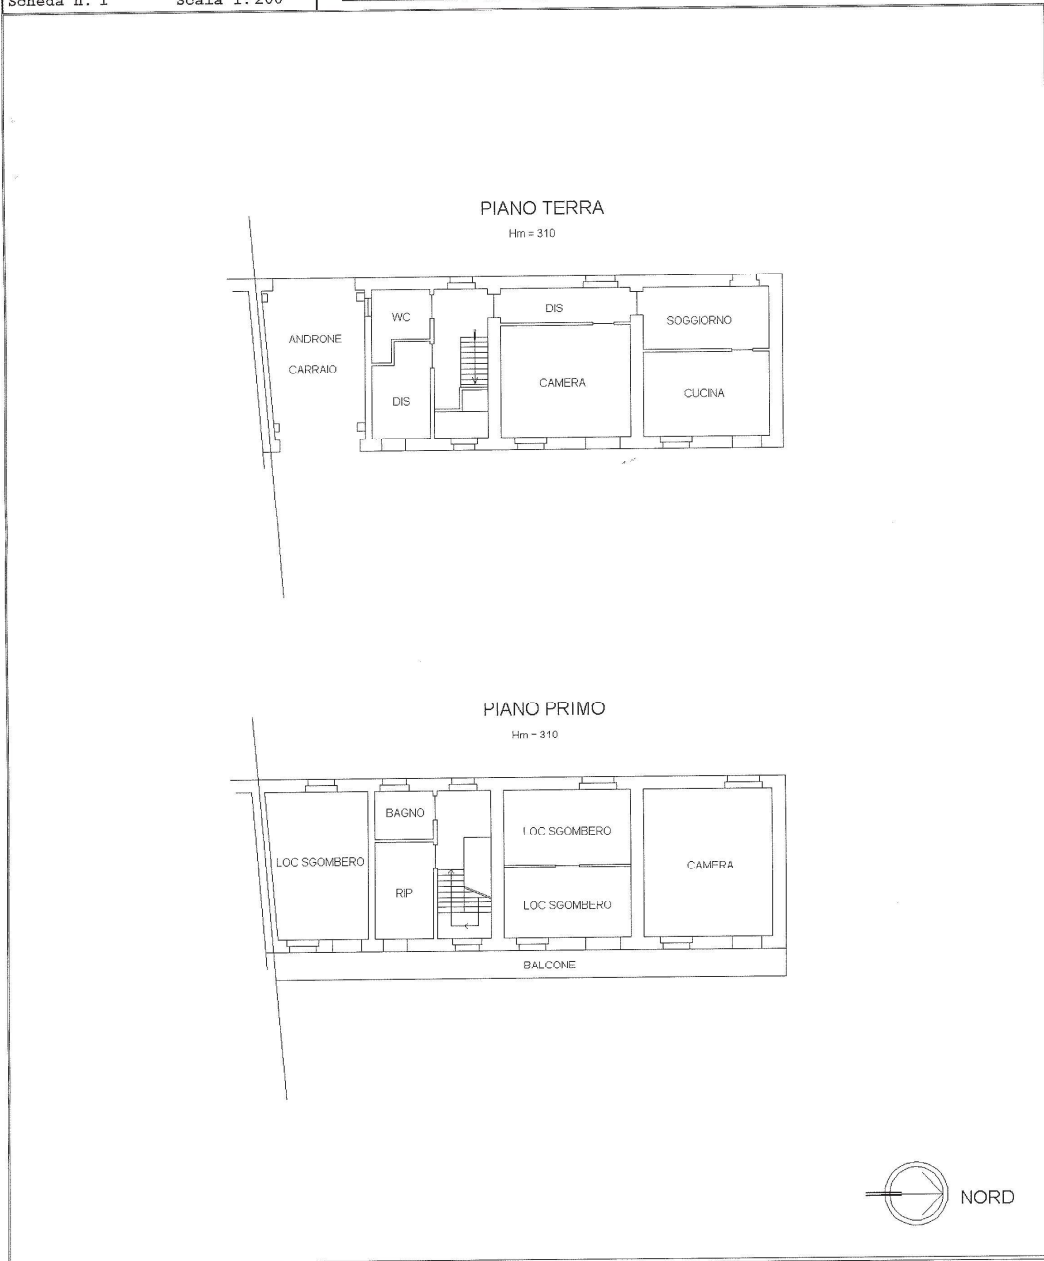 Scheda n. 1 Scala 1:200
PIANO TERRA
Hm = 310
ANDRONE
CARRAIO
WC
DIS
DIS
CAMERA
SOGGIORNO
CUCINA
PIANO PRIMO
Hm = 310
LOC SGOMBERO
BAGNO
RIP
LOC SGOMBERO
LOC SGOMBERO
CAMERA
BALCONE
NORD